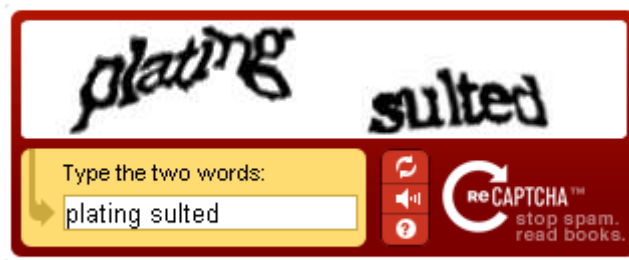 plating sulted
Type the two words:
plating sulted
ReCAPTCHA™
stop spam.
read books.